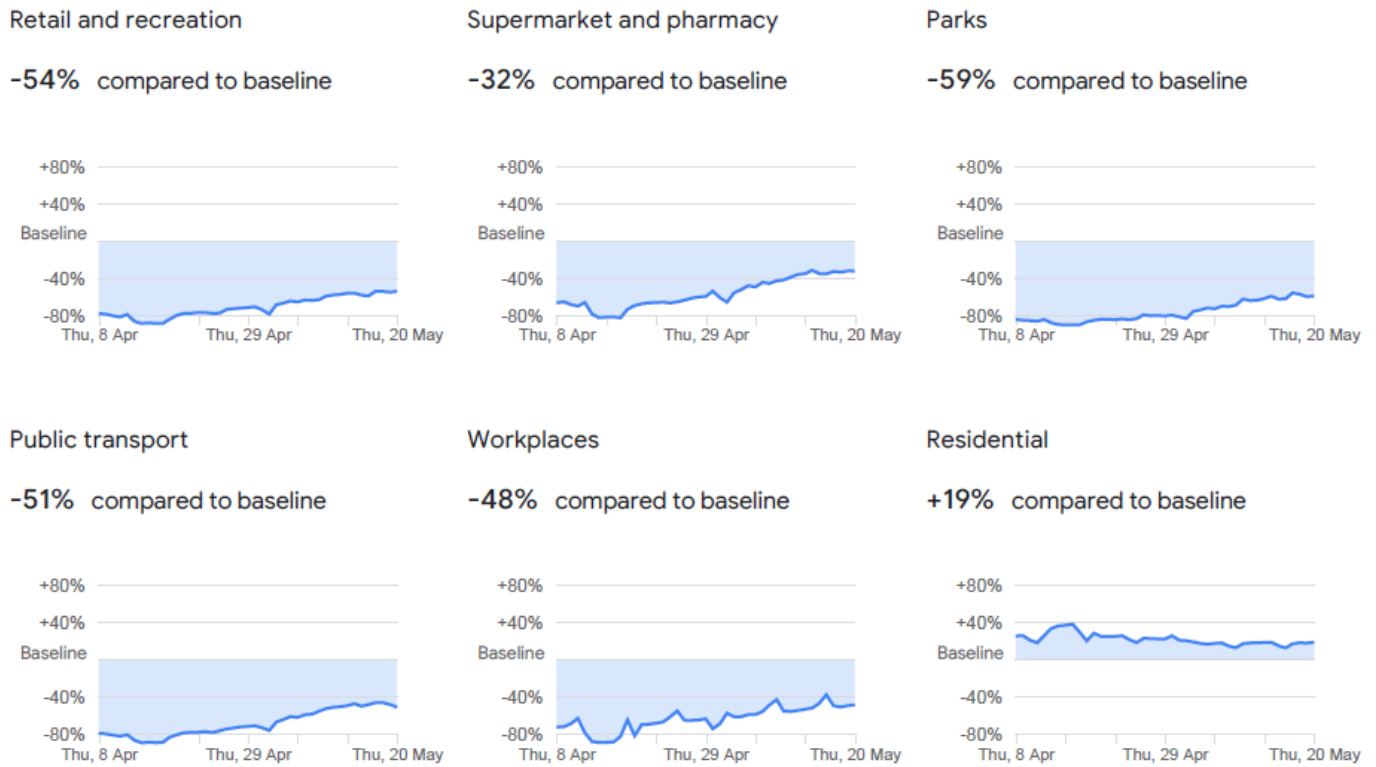 Retail and recreation
-54% compared to baseline
+80%
+40%
Baseline
-40%
-80%
Thu, 8 Apr Thu, 29 Apr Thu, 20 May
Supermarket and pharmacy
-32% compared to baseline
+80%
+40%
Baseline
-40%
-80%
Thu, 8 Apr Thu, 29 Apr Thu, 20 May
Parks
-59% compared to baseline
+80%
+40%
Baseline
-40%
-80%
Thu, 8 Apr Thu, 29 Apr Thu, 20 May
Public transport
-51% compared to baseline
+80%
+40%
Baseline
-40%
-80%
Thu, 8 Apr Thu, 29 Apr Thu, 20 May
Workplaces
-48% compared to baseline
+80%
+40%
Baseline
-40%
-80%
Thu, 8 Apr Thu, 29 Apr Thu, 20 May
Residential
+19% compared to baseline
+80%
+40%
Baseline
-40%
-80%
Thu, 8 Apr Thu, 29 Apr Thu, 20 May